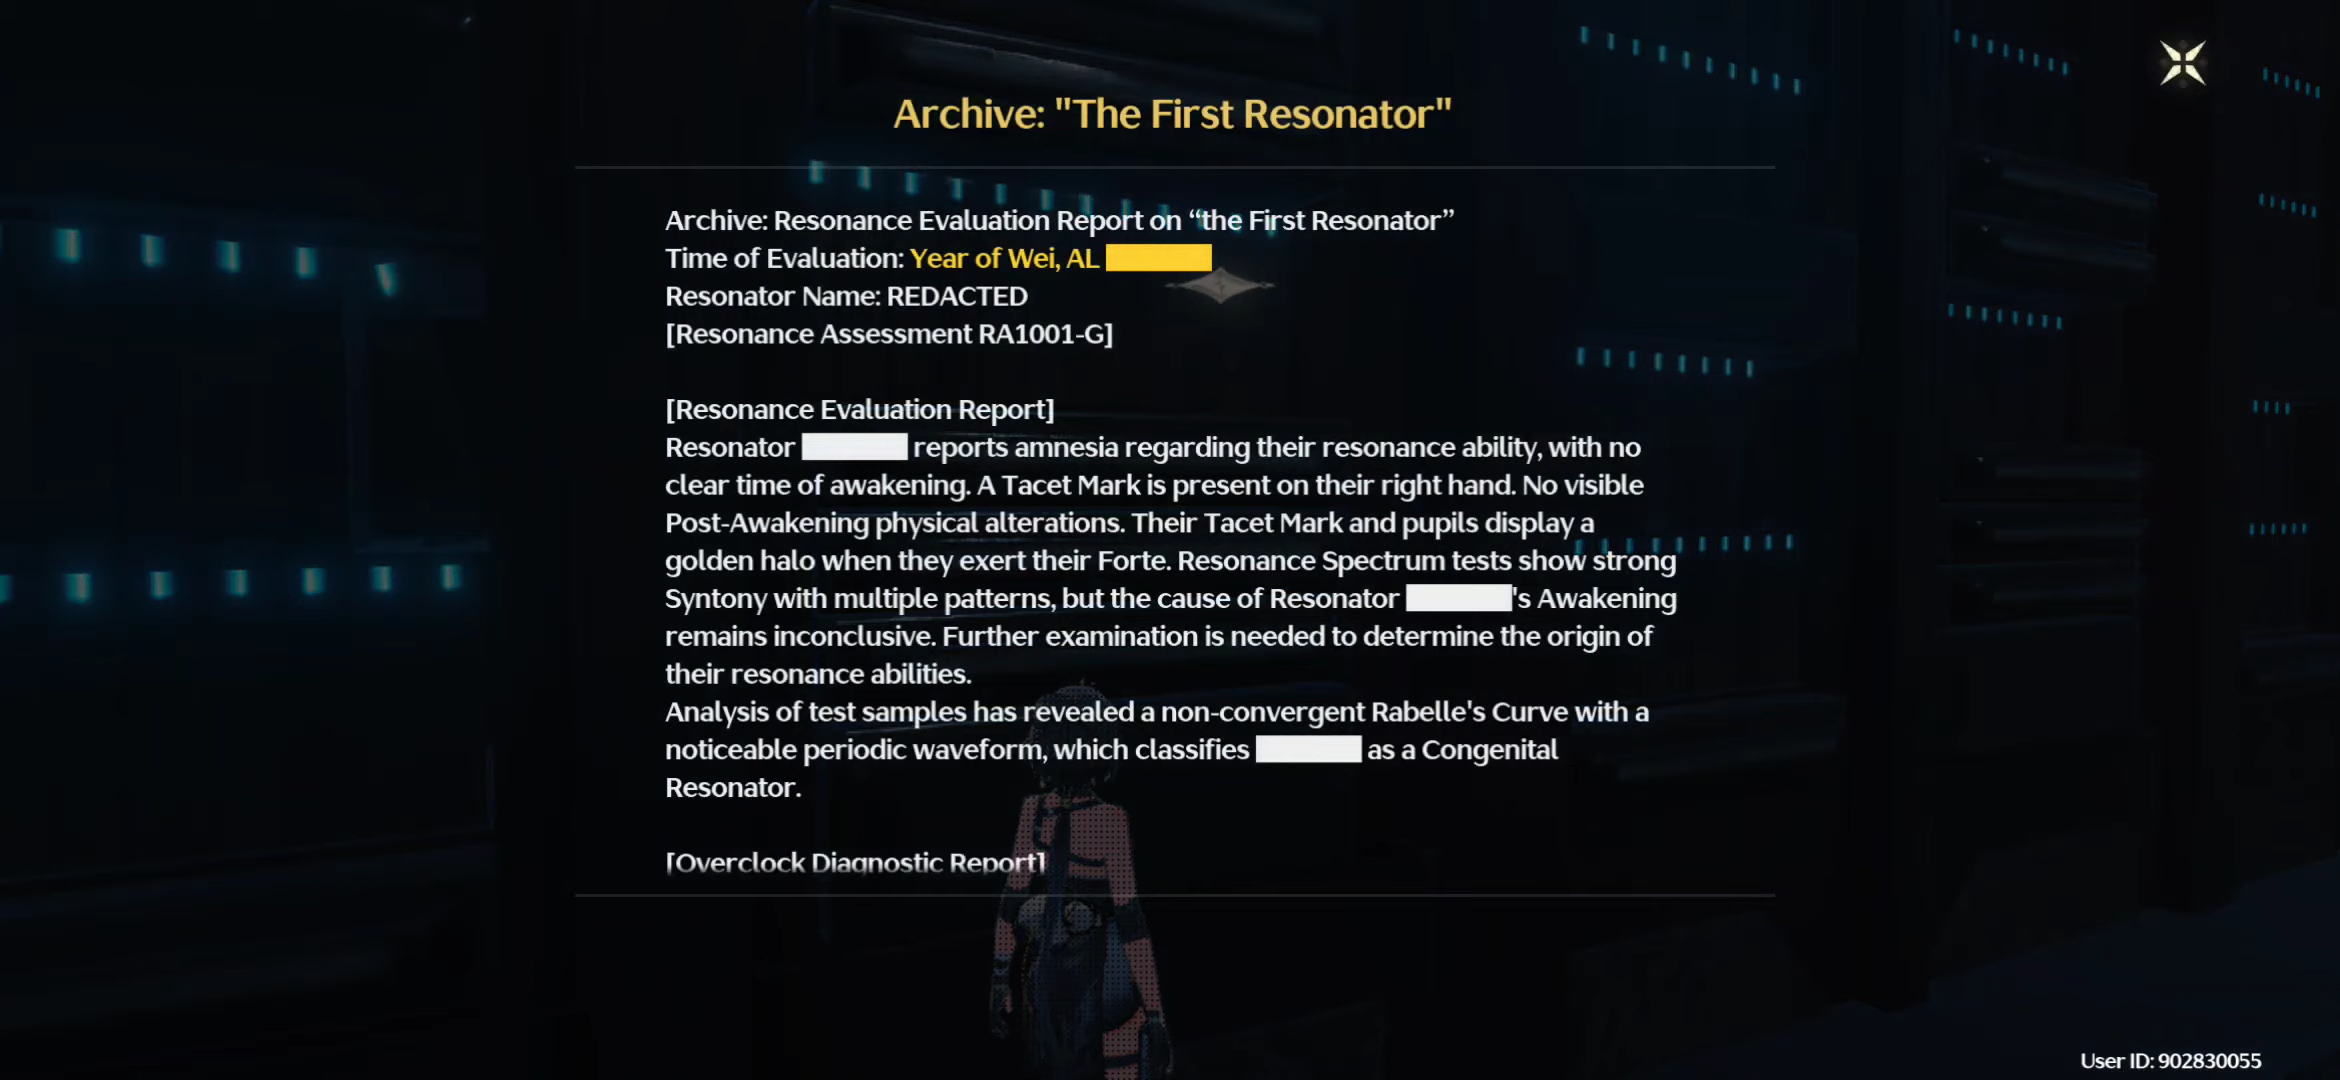 Archive: "The First Resonator"
Archive: Resonance Evaluation Report on “the First Resonator”
Time of Evaluation: Year of Wei, AL
Resonator Name: REDACTED
[Resonance Assessment RA1001-G]
[Resonance Evaluation Report]
Resonator reports amnesia regarding their resonance ability, with no
clear time of awakening. A Tacet Mark is present on their right hand. No visible
Post-Awakening physical alterations. Their Tacet Mark and pupils display a
golden halo when they exert their Forte. Resonance Spectrum tests show strong
Syntony with multiple patterns, but the cause of Resonator 's Awakening
remains inconclusive. Further examination is needed to determine the origin of
their resonance abilities.
Analysis of test samples has revealed a non-convergent Rabelle's Curve with a
noticeable periodic waveform, which classifies as a Congenital
Resonator.
[Overclock Diagnostic Report]
User ID: 902830055